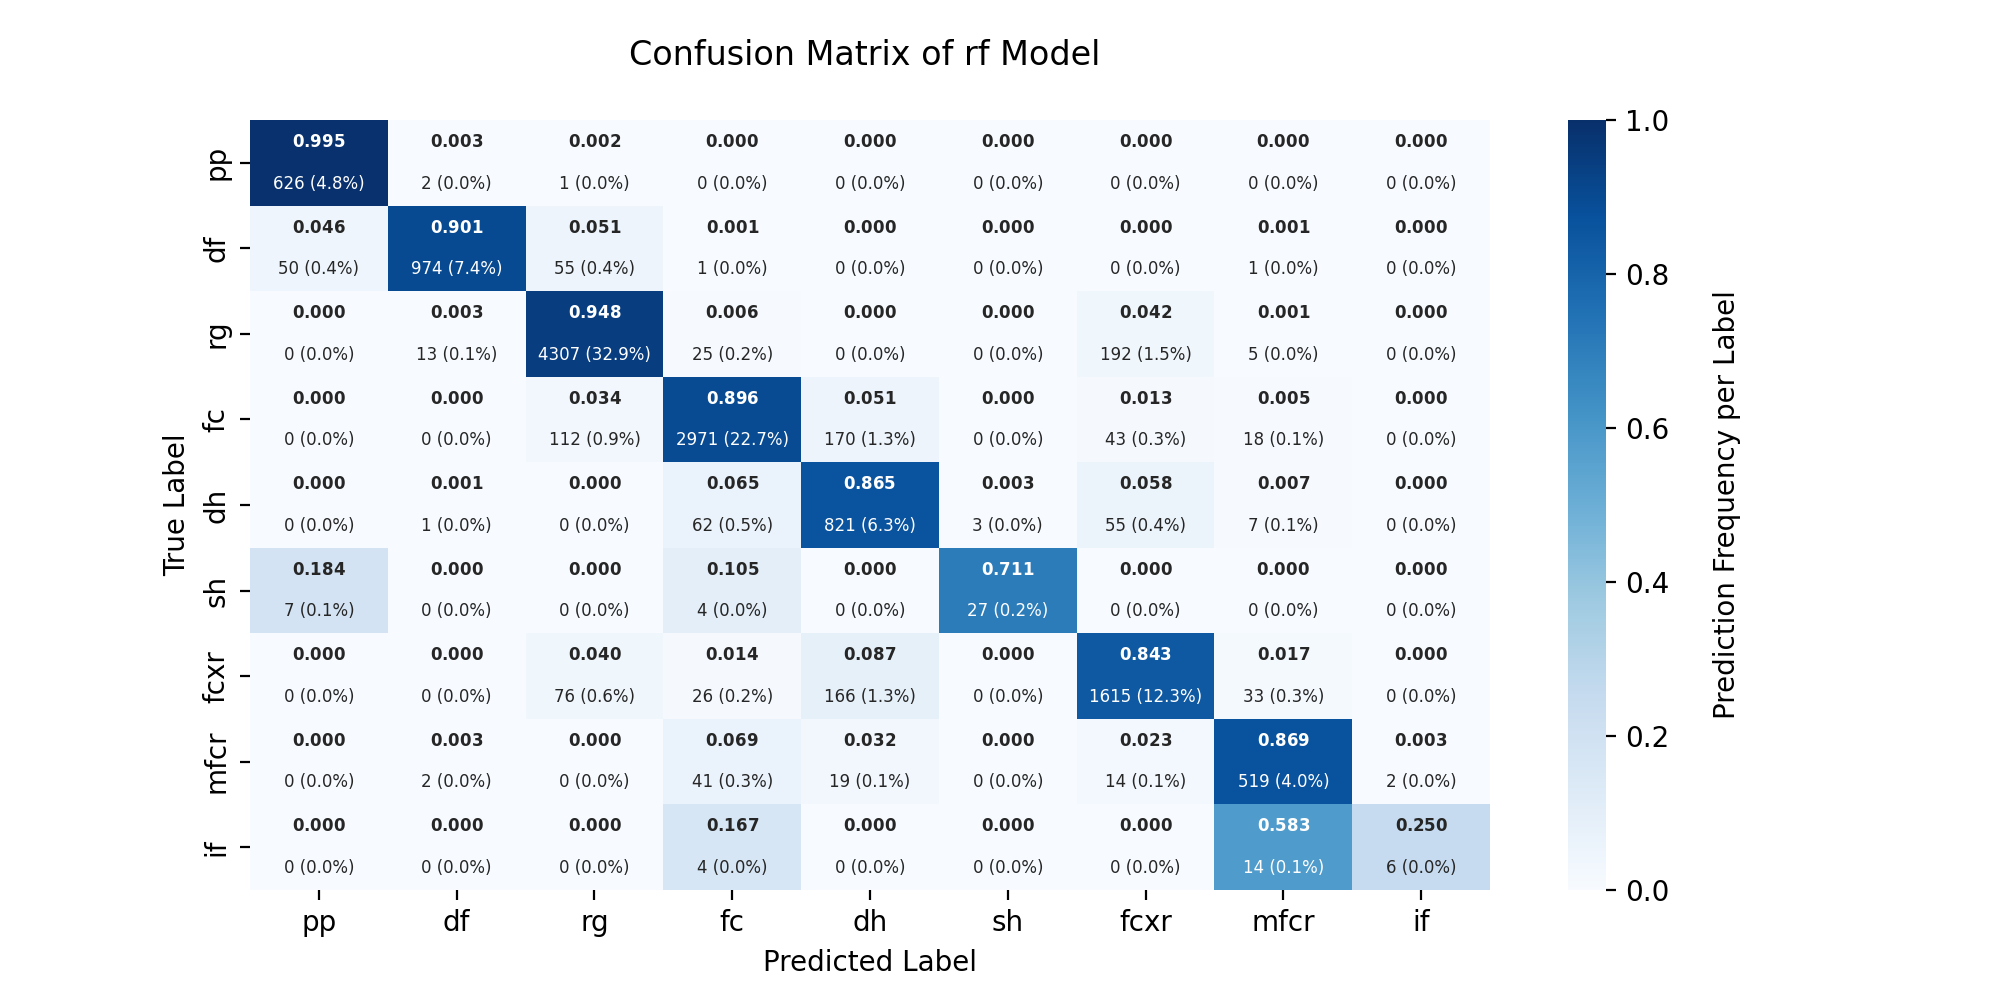 Confusion Matrix of rf Model
1.0
0.995 0.003 0.002 0.000 0.000 0.000 0.000 0.000 0.000
pp
626 (4.8%) 2 (0.0%) 1 (0.0%) 0 (0.0%) 0 (0.0%) 0 (0.0%) 0 (0.0%) 0 (0.0%) 0 (0.0%)
0.046 0.901 0.051 0.001 0.000 0.000 0.000 0.001 0.000
df
50 (0.4%) 974 (7.4%) 55 (0.4%) 1 (0.0%) 0 (0.0%) 0 (0.0%) 0 (0.0%) 1 (0.0%) 0 (0.0%)
0.8
0.000 0.003 0.948 0.006 0.000 0.000 0.042 0.001 0.000
rg
0 (0.0%) 13 (0.1%) 4307 (32.9%) 25 (0.2%) 0 (0.0%) 0 (0.0%) 192 (1.5%) 5 (0.0%) 0 (0.0%)
0.000 0.000 0.034 0.896 0.051 0.000 0.013 0.005 0.000
fc
0 (0.0%) 0 (0.0%) 112 (0.9%) 2971 (22.7%) 170 (1.3%) 0 (0.0%) 43 (0.3%) 18 (0.1%) 0 (0.0%)
0.6
0.000 0.001 0.000 0.065 0.865 0.003 0.058 0.007 0.000
True Label
dh
Prediction Frequency per Label
0 (0.0%) 1 (0.0%) 0 (0.0%) 62 (0.5%) 821 (6.3%) 3 (0.0%) 55 (0.4%) 7 (0.1%) 0 (0.0%)
0.184 0.000 0.000 0.105 0.000 0.711 0.000 0.000 0.000
0.4
sh
7 (0.1%) 0 (0.0%) 0 (0.0%) 4 (0.0%) 0 (0.0%) 27 (0.2%) 0 (0.0%) 0 (0.0%) 0 (0.0%)
0.000 0.000 0.040 0.014 0.087 0.000 0.843 0.017 0.000
fcxr
0 (0.0%) 0 (0.0%) 76 (0.6%) 26 (0.2%) 166 (1.3%) 0 (0.0%) 1615 (12.3%) 33 (0.3%) 0 (0.0%)
0.2
0.000 0.003 0.000 0.069 0.032 0.000 0.023 0.869 0.003
mfcr
0 (0.0%) 2 (0.0%) 0 (0.0%) 41 (0.3%) 19 (0.1%) 0 (0.0%) 14 (0.1%) 519 (4.0%) 2 (0.0%)
0.000 0.000 0.000 0.167 0.000 0.000 0.000 0.583 0.250
if
0 (0.0%) 0 (0.0%) 0 (0.0%) 4 (0.0%) 0 (0.0%) 0 (0.0%) 0 (0.0%) 14 (0.1%) 6 (0.0%)
0.0
pp df rg fc dh sh fcxr mfcr if
Predicted Label